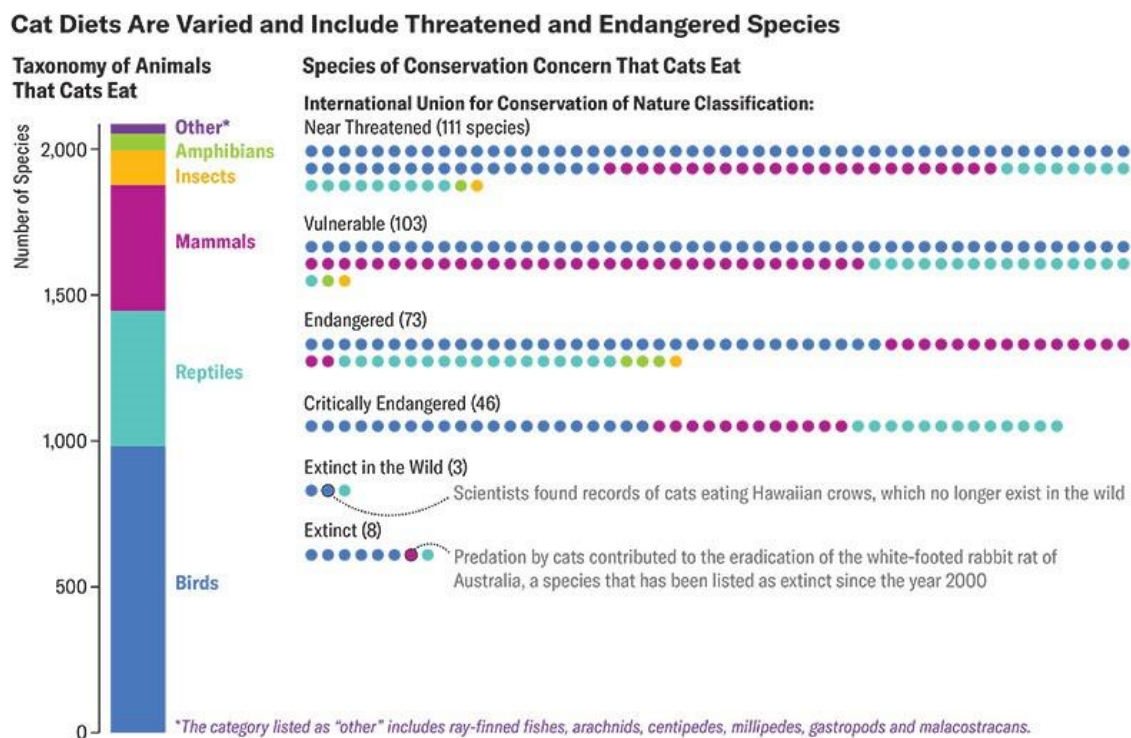 Cat Diets Are Varied and Include Threatened and Endangered Species
Taxonomy of Animals
That Cats Eat
Number of Species
2,000
1,500
1,000
500
0
Other*
Amphibians
Insects
Mammals
Reptiles
Birds
Species of Conservation Concern That Cats Eat
International Union for Conservation of Nature Classification:
Near Threatened (111 species)
Vulnerable (103)
Endangered (73)
Critically Endangered (46)
Extinct in the Wild (3)
Scientists found records of cats eating Hawaiian crows, which no longer exist in the wild
Extinct (8)
Predation by cats contributed to the eradication of the white-footed rabbit rat of
Australia, a species that has been listed as extinct since the year 2000
*The category listed as “other” includes ray-finned fishes, arachnids, centipedes, millipedes, gastropods and malacostracans.